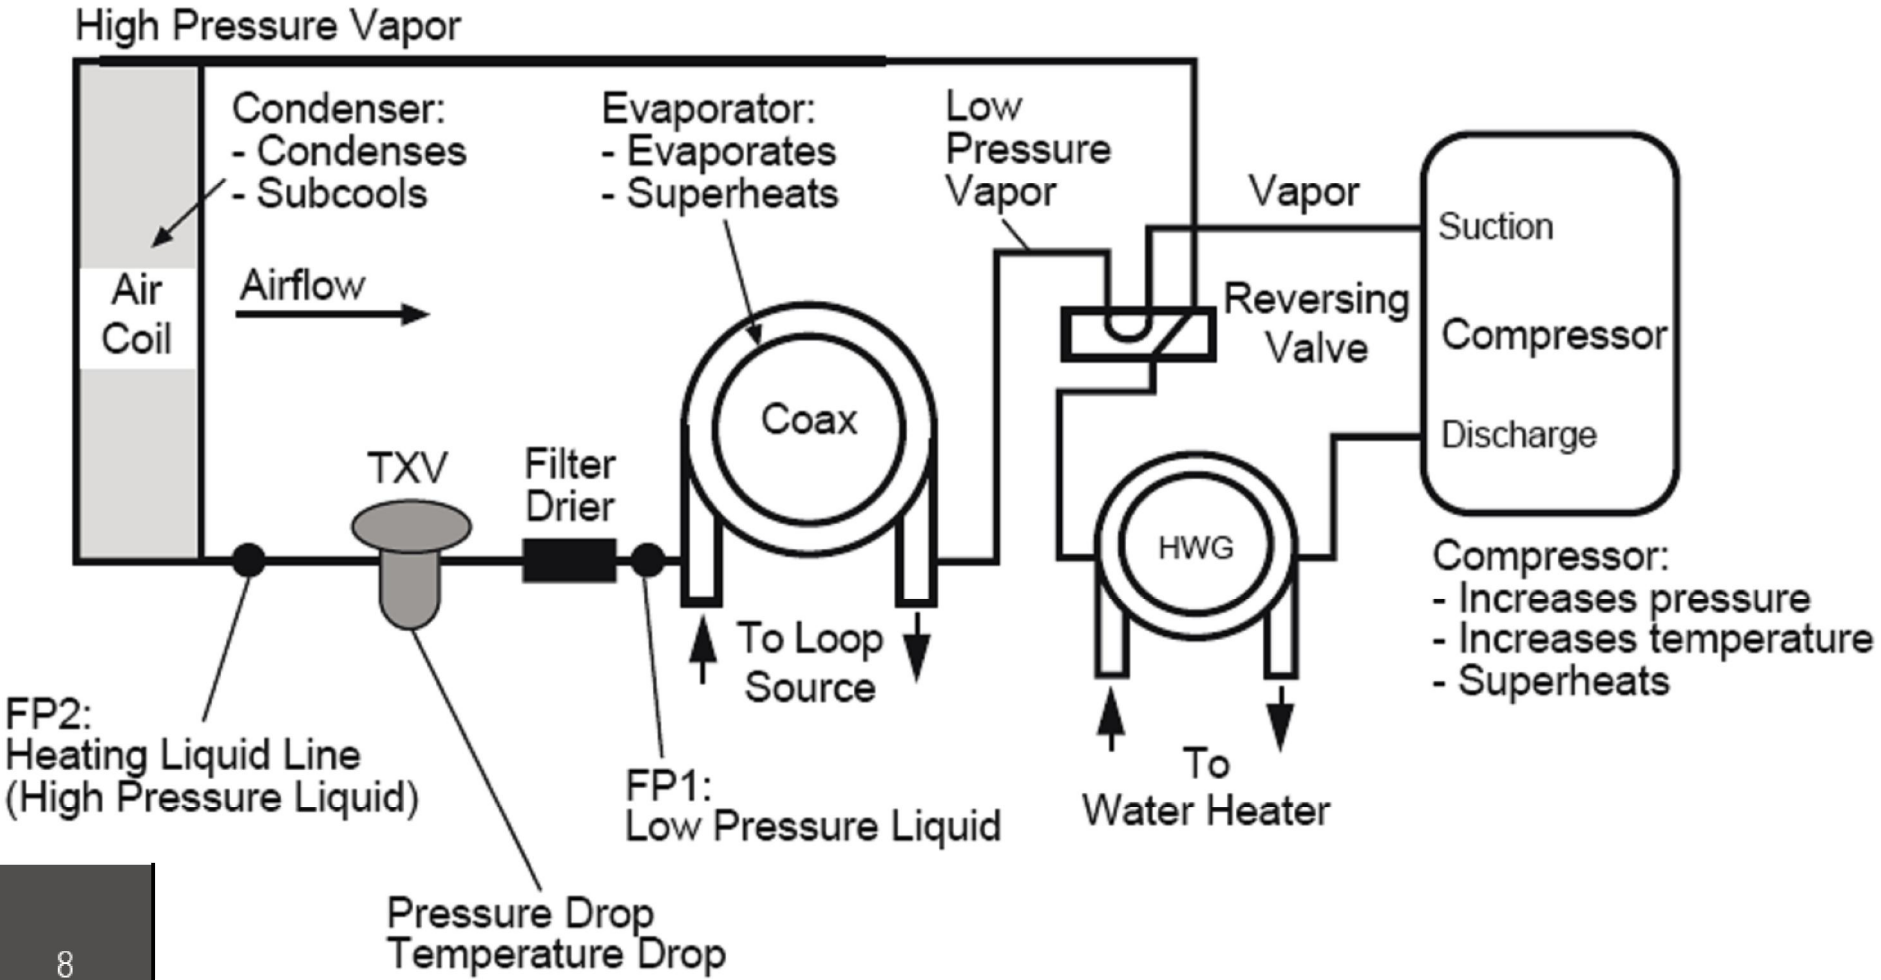 High Pressure Vapor
Condenser:
- Condenses
- Subcools
Evaporator:
- Evaporates
- Superheats
Low
Pressure
Vapor
Vapor
Suction
Air
Coil
Airflow
Reversing
Valve
Compressor
Coax
Discharge
TXV
Filter
Drier
HWG
Compressor:
- Increases pressure
- Increases temperature
- Superheats
To Loop
Source
FP2:
Heating Liquid Line
(High Pressure Liquid)
FP1:
Low Pressure Liquid
To
Water Heater
Pressure Drop
Temperature Drop
8